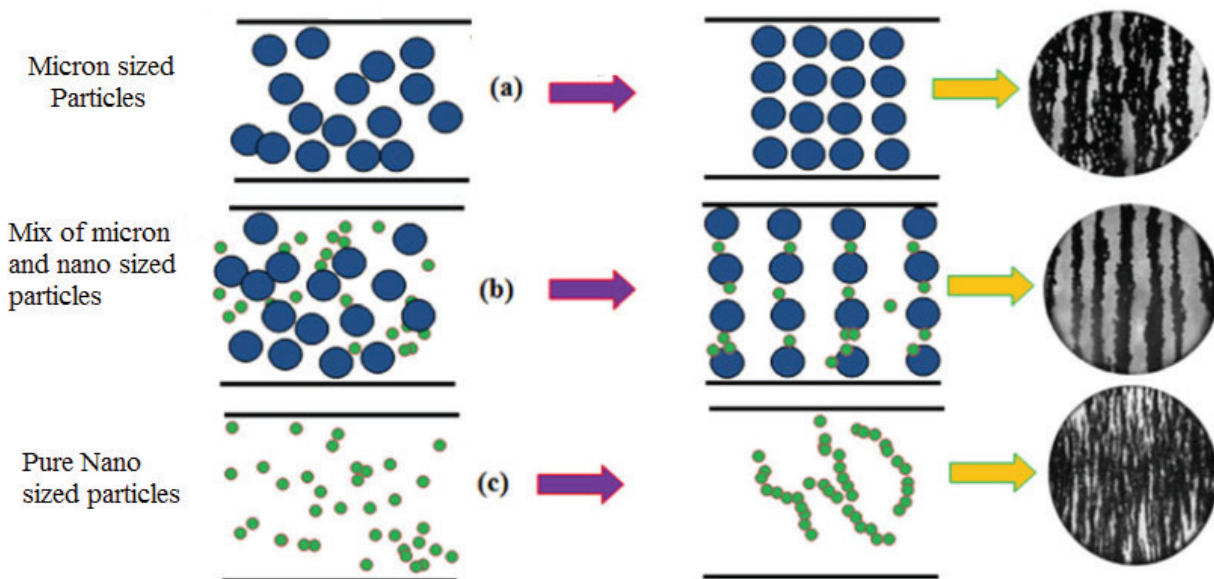 Micron sized
Particles
(a)
Mix of micron
and nano sized
particles
(b)
Pure Nano
sized particles
(c)